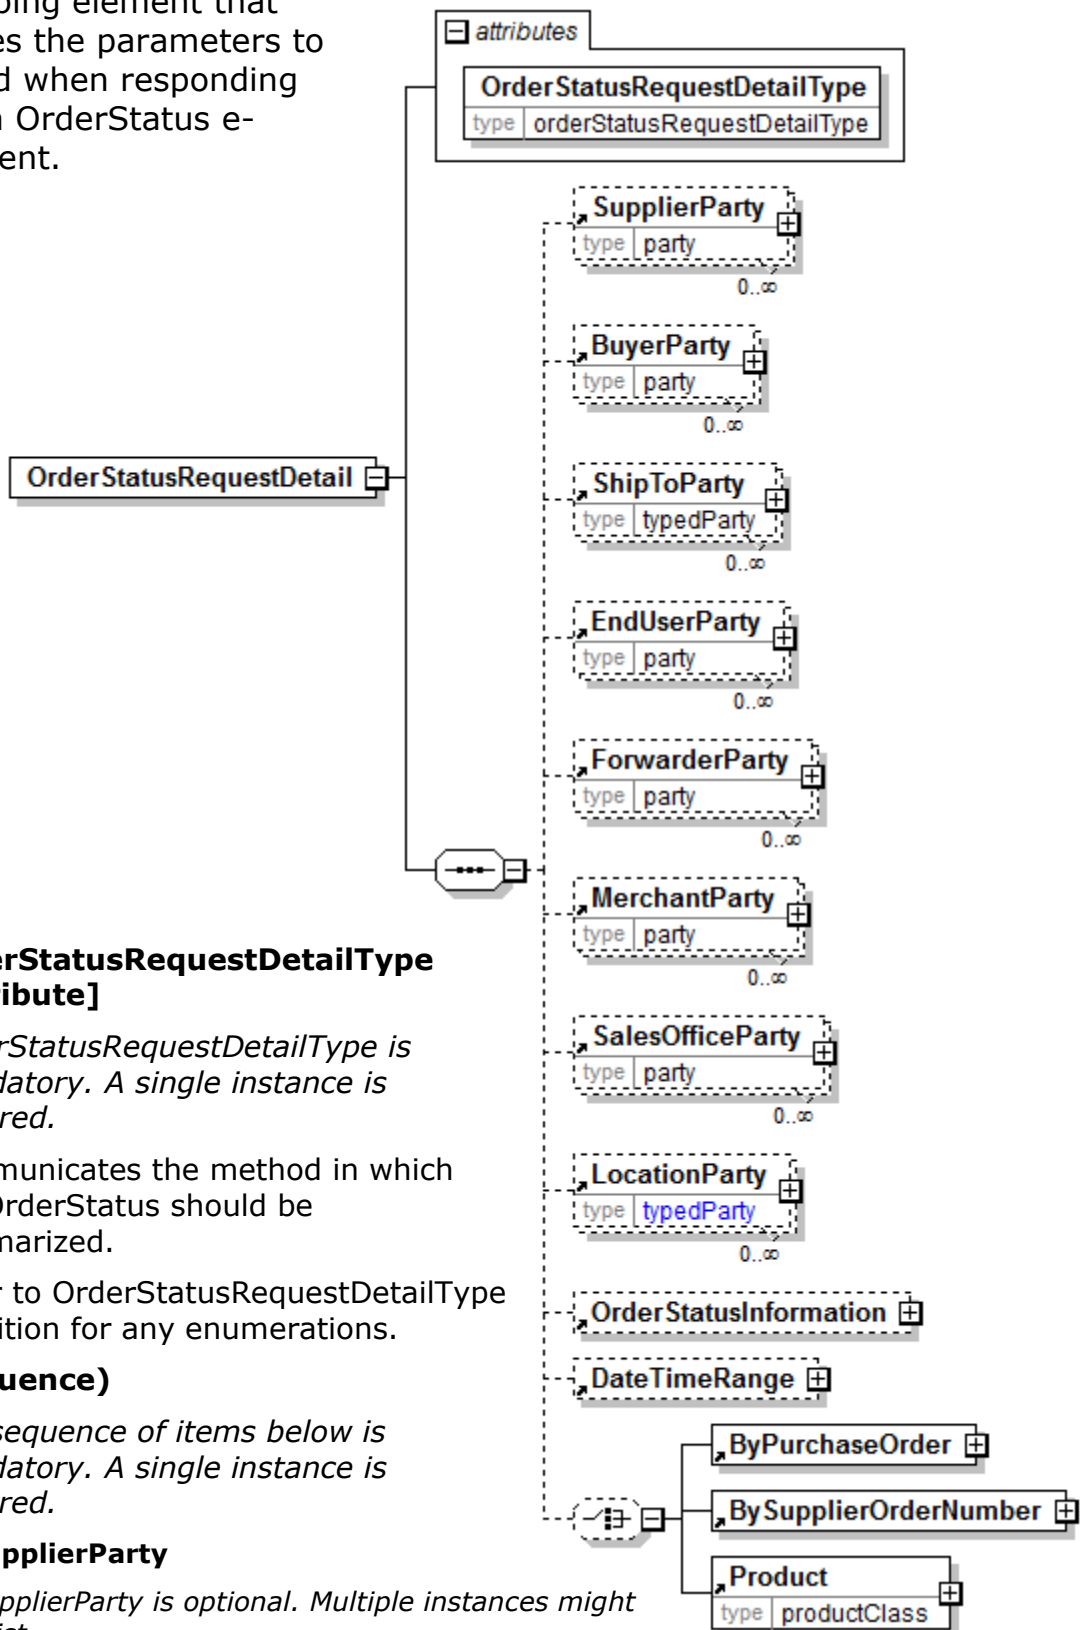 element that
the parameters to
when responding
OrderStatus e-
attributes
OrderStatusRequestDetailType
type orderStatusRequestDetailType
SupplierParty
type party
0..∞
BuyerParty
type party
0..∞
ShipToParty
type typedParty
0..∞
EndUserParty
type party
0..∞
ForwarderParty
type party
0..∞
MerchantParty
type party
0..∞
SalesOfficeParty
type party
0..∞
LocationParty
type typedParty
0..∞
OrderStatusInformation
DateTimeRange
ByPurchaseOrder
BySupplierOrderNumber
Product
type productClass
OrderStatusRequestDetail
erStatusRequestDetailType
ribute]
rStatusRequestDetailType is
datory. A single instance is
red.
municates the method in which
OrderStatus should be
marized.
r to OrderStatusRequestDetailType
ition for any enumerations.
uence)
sequence of items below is
datory. A single instance is
red.
pplierParty
pplierParty is optional. Multiple instances might